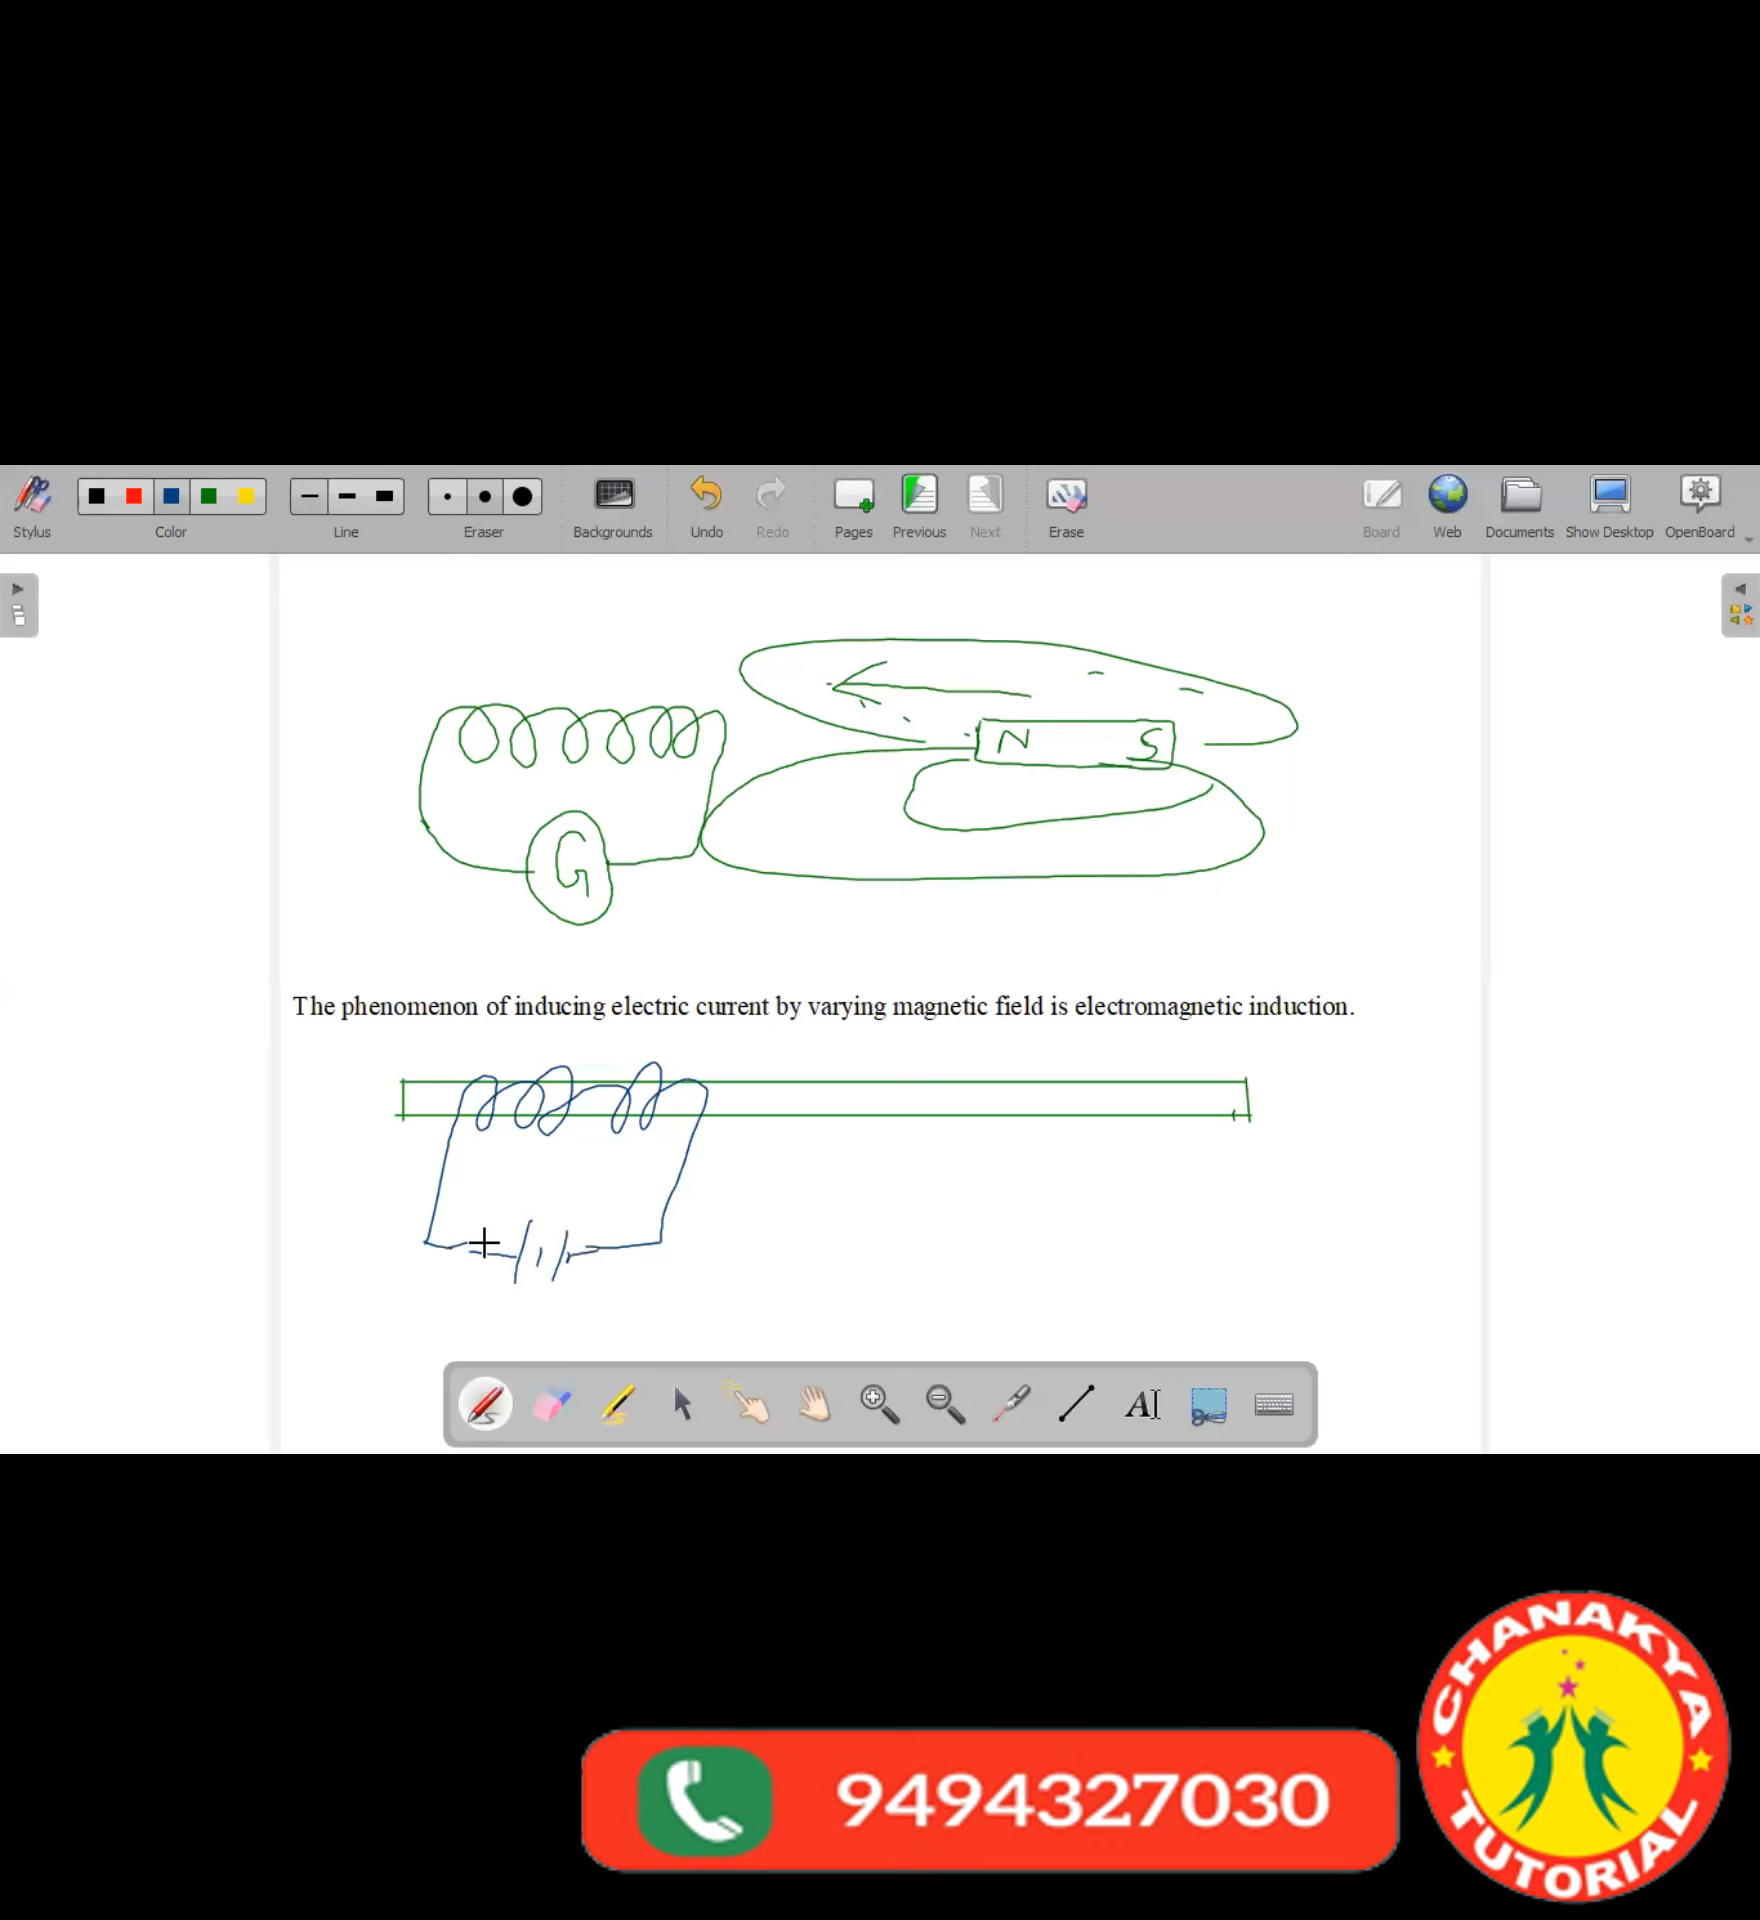 Stylus Color Line Eraser Backgrounds Undo Redo Pages Previous Next Erase Board Web Documents Show Desktop OpenBoard
N S
G
The phenomenon of inducing electric current by varying magnetic field is electromagnetic induction.
A
CHANAKYA
9494327030
TUTORIAL